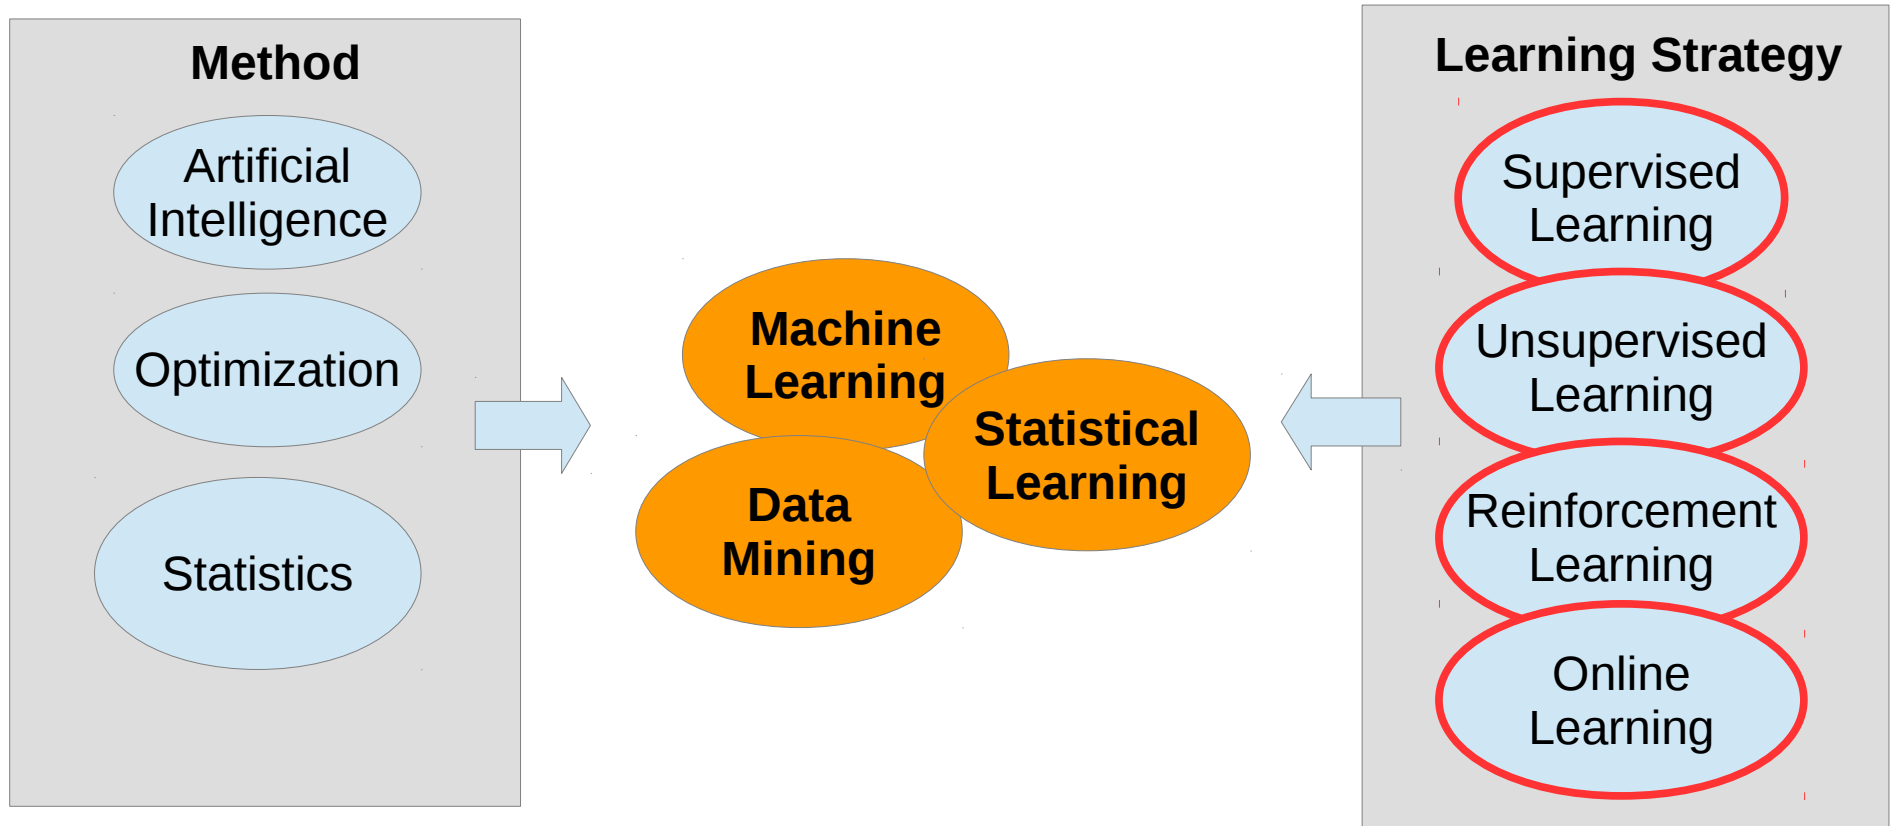 Method
Artificial
Intelligence
Optimization
Statistics
Machine
Learning
Statistical
Learning
Data
Mining
Learning Strategy
Supervised
Learning
Unsupervised
Learning
Reinforcement
Learning
Online
Learning